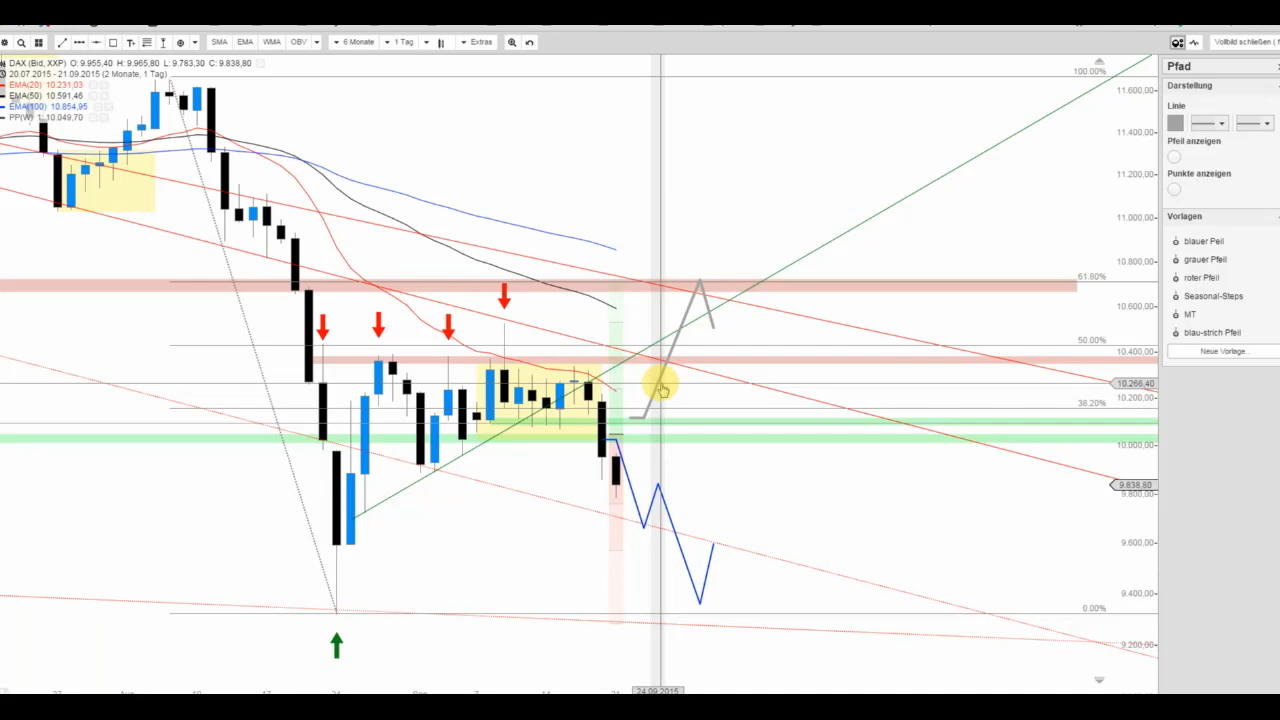 SMA EMA WMA OBV 6 Monate 1 Tag Extras Vollbild schließen (
DAX (Bid, XXP) O: 9.955,40 H: 9.965,80 L: 9.783,30 C: 9.838,80
20.07.2015 - 21.09.2015 (2 Monate, 1 Tag)
EMA(20) 10.231,03
EMA(50) 10.591,46
EMA(100) 10.854,95
PP(W) 1: 10.049,70
100.00%
11.600,00
11.400,00
11.200,00
11.000,00
10.800,00
61.80%
10.600,00
10.400,00
50.00%
10.266,40
10.200,00
38.20%
10.000,00
9.838,80
9.800,00
9.600,00
9.400,00
0.00%
9.200,00
24.09.2015
Pfad
Darstellung
Linie
Pfeil anzeigen
Punkte anzeigen
Vorlagen
blauer Peil
grauer Pfeil
roter Pfeil
Seasonal-Steps
MT
blau-strich Pfeil
Neue Vorlage...